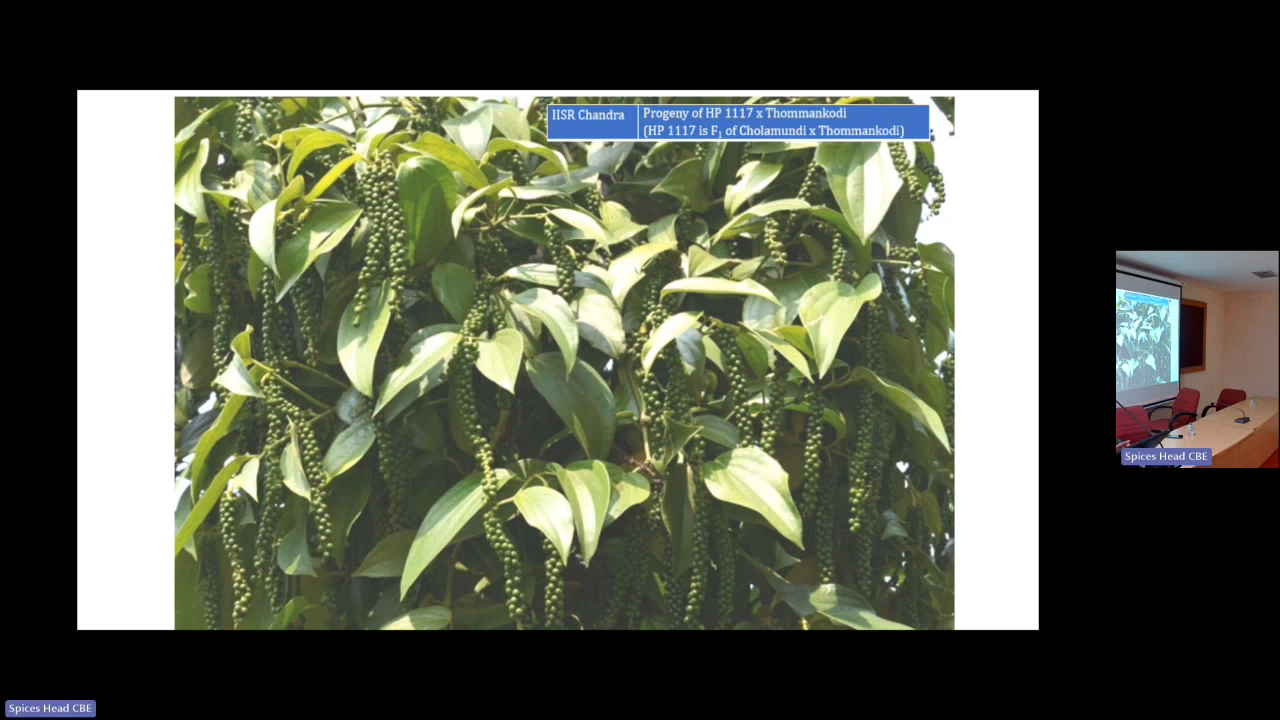 IISR Chandra
Progeny of HP 1117 x Thommankodi
(HP 1117 is F₁ of Cholamundi x Thommankodi)
Spices Head CBE
Spices Head CBE